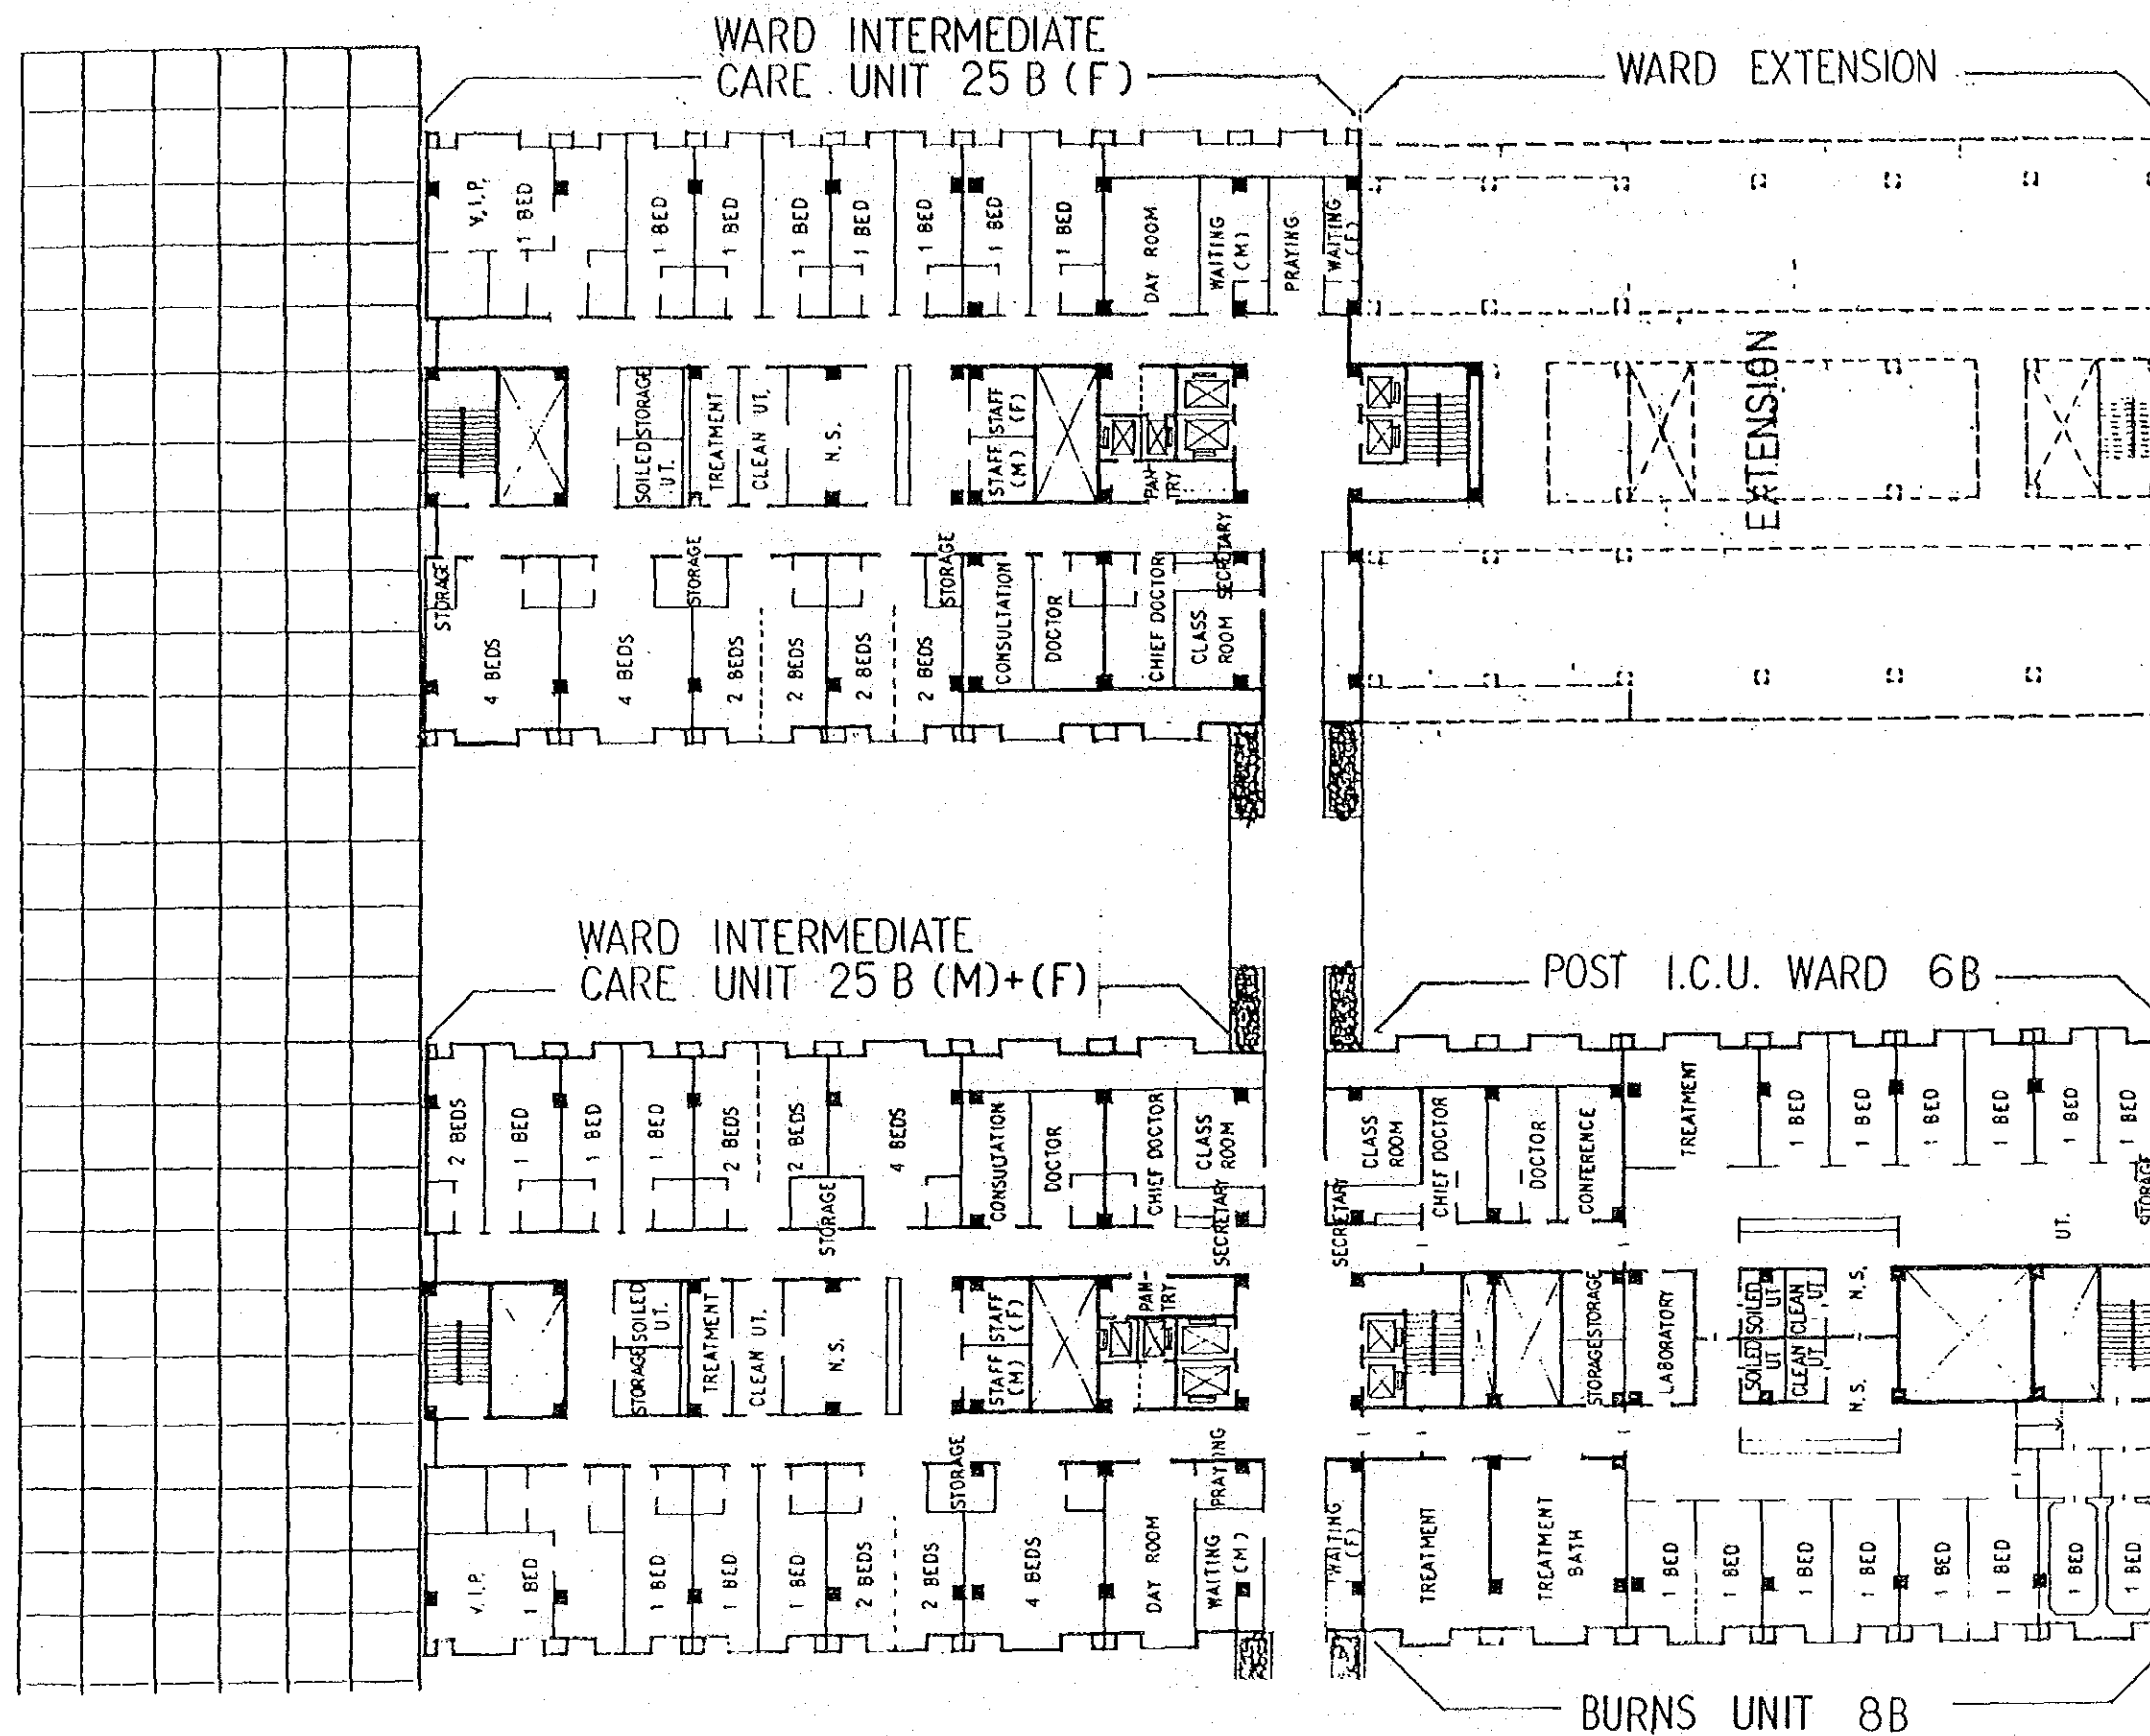 WARD INTERMEDIATE
CARE UNIT 25 B (F)
WARD EXTENSION
V.I.P.
1 BED
1 BED
1 BED
1 BED
1 BED
1 BED
1 BED
1 BED
DAY ROOM
WAITING
(M)
PRAYING
WAITING
(F)
SOILED
UT.
STORAGE
TREATMENT
CLEAN UT.
N.S.
STAFF
(M)
STAFF
(F)
PAN-
TRY
EXTENSION
STORAGE
4 BEDS
4 BEDS
STORAGE
2 BEDS
2 BEDS
2 BEDS
2 BEDS
STORAGE
CONSULTATION
DOCTOR
CHIEF DOCTOR
CLASS
ROOM
SECRETARY
WARD INTERMEDIATE
CARE UNIT 25 B (M)+(F)
POST I.C.U. WARD 6B
2 BEDS
1 BED
1 BED
1 BED
2 BEDS
2 BEDS
STORAGE
4 BEDS
CONSULTATION
DOCTOR
CHIEF DOCTOR
CLASS
ROOM
SECRETARY
SECRETARY
CLASS
ROOM
CHIEF DOCTOR
DOCTOR
CONFERENCE
TREATMENT
1 BED
1 BED
1 BED
1 BED
1 BED
1 BED
UT.
STORAGE
STORAGE
SOILED
UT.
TREATMENT
CLEAN UT.
N.S.
STAFF
(M)
STAFF
(F)
PAN-
TRY
STORAGE
STORAGE
LABORATORY
SOILED
UT
SOILED
UT
CLEAN
UT
CLEAN
UT
N.S.
N.S.
V.I.P.
1 BED
1 BED
1 BED
1 BED
2 BEDS
2 BEDS
STORAGE
4 BEDS
DAY ROOM
WAITING
(M)
PRAYING
WAITING
(F)
TREATMENT
TREATMENT
BATH
1 BED
1 BED
1 BED
1 BED
1 BED
1 BED
1 BED
1 BED
BURNS UNIT 8B